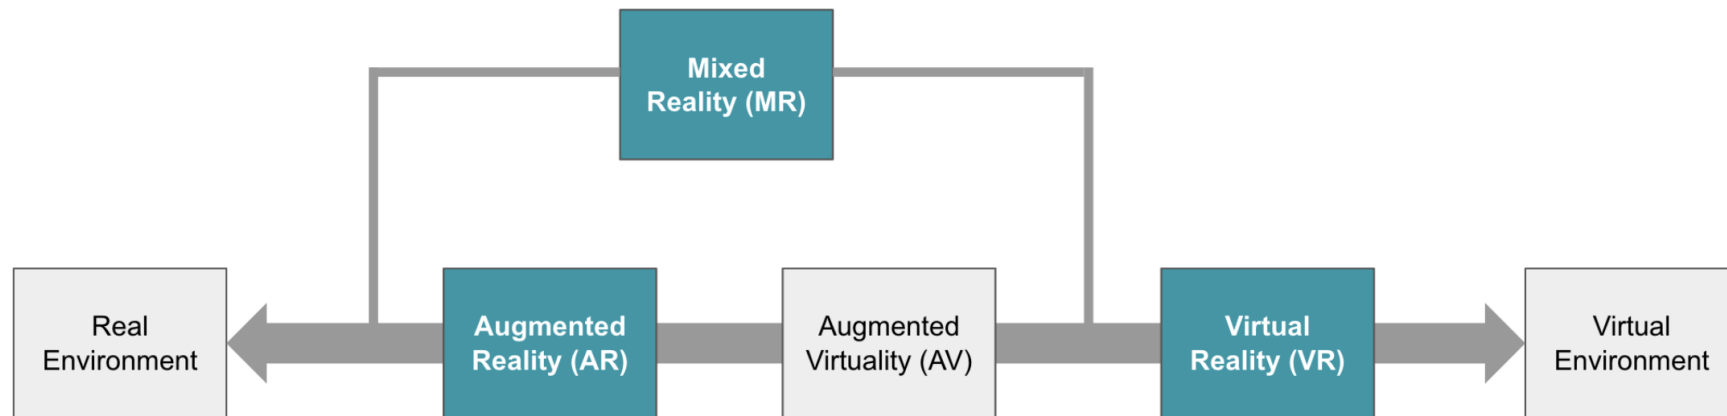 Mixed
Reality (MR)
Real
Environment
Augmented
Reality (AR)
Augmented
Virtuality (AV)
Virtual
Reality (VR)
Virtual
Environment